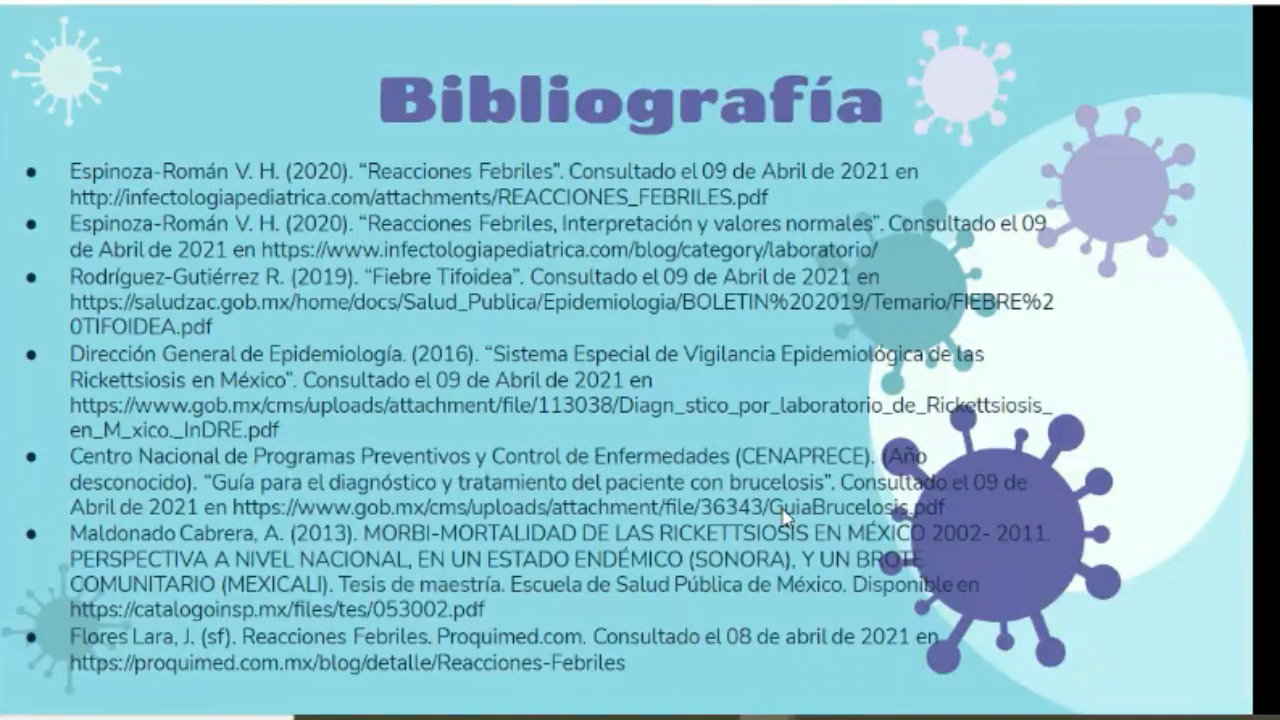 Bibliografía
● Espinoza-Román V. H. (2020). “Reacciones Febriles”. Consultado el 09 de Abril de 2021 en
http://infectologiapediatrica.com/attachments/REACCIONES_FEBRILES.pdf
● Espinoza-Román V. H. (2020). “Reacciones Febriles, Interpretación y valores normales”. Consultado el 09
de Abril de 2021 en https://www.infectologiapediatrica.com/blog/category/laboratorio/
● Rodríguez-Gutiérrez R. (2019). “Fiebre Tifoidea”. Consultado el 09 de Abril de 2021 en
https://saludzac.gob.mx/home/docs/Salud_Publica/Epidemiologia/BOLETIN%202019/Temario/FIEBRE%2
0TIFOIDEA.pdf
● Dirección General de Epidemiología. (2016). “Sistema Especial de Vigilancia Epidemiológica de las
Rickettsiosis en México”. Consultado el 09 de Abril de 2021 en
https://www.gob.mx/cms/uploads/attachment/file/113038/Diagn_stico_por_laboratorio_de_Rickettsiosis_
en_M_xico._InDRE.pdf
● Centro Nacional de Programas Preventivos y Control de Enfermedades (CENAPRECE). (Año
desconocido). “Guía para el diagnóstico y tratamiento del paciente con brucelosis”. Consultado el 09 de
Abril de 2021 en https://www.gob.mx/cms/uploads/attachment/file/36343/GuiaBrucelosis.pdf
● Maldonado Cabrera, A. (2013). MORBI-MORTALIDAD DE LAS RICKETTSIOSIS EN MÉXICO 2002- 2011.
PERSPECTIVA A NIVEL NACIONAL, EN UN ESTADO ENDÉMICO (SONORA), Y UN BROTE
COMUNITARIO (MEXICALI). Tesis de maestría. Escuela de Salud Pública de México. Disponible en
https://catalogoinsp.mx/files/tes/053002.pdf
● Flores Lara, J. (sf). Reacciones Febriles. Proquimed.com. Consultado el 08 de abril de 2021 en
https://proquimed.com.mx/blog/detalle/Reacciones-Febriles